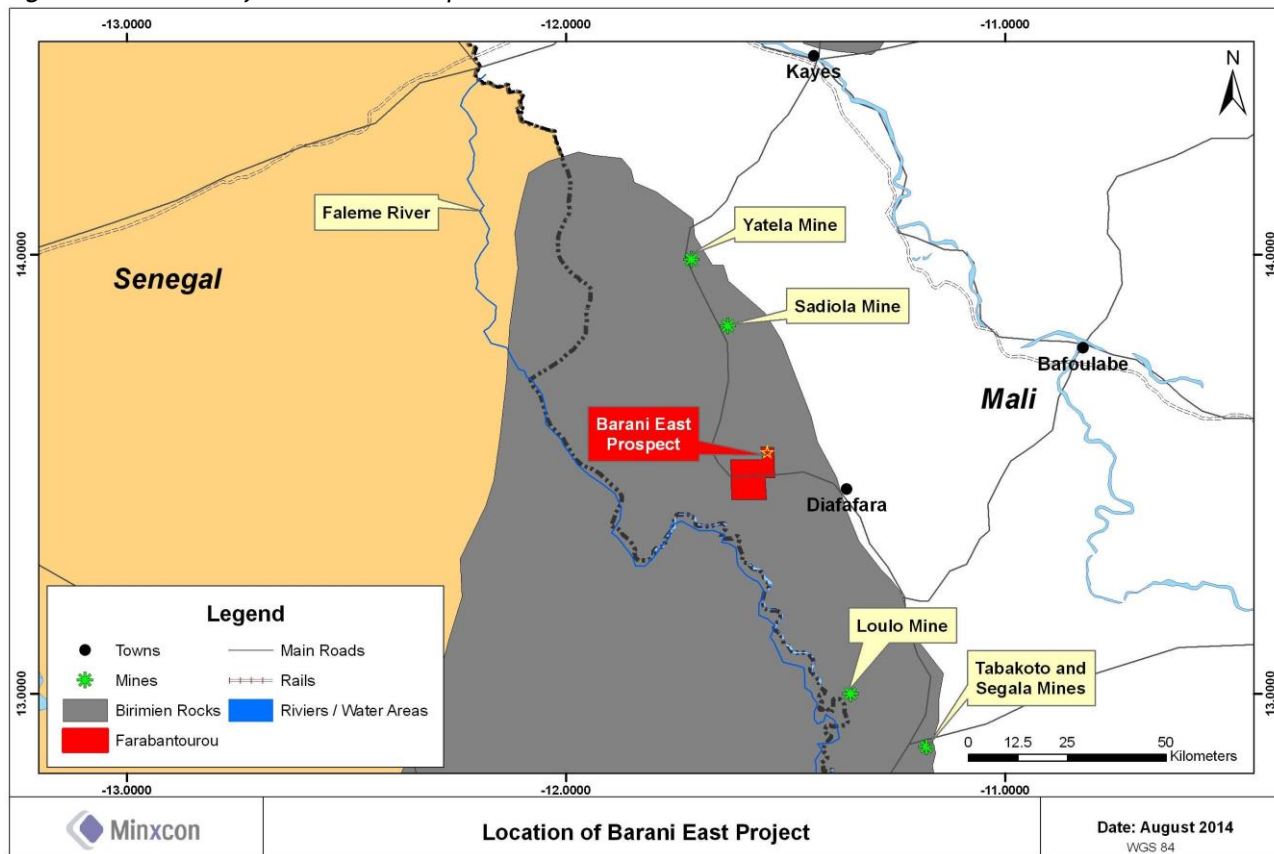 -13.0000
-12.0000
-11.0000
Kayes
N
Faleme River
Yatela Mine
14.0000
14.0000
Senegal
Sadiola Mine
Bafoulabe
Mali
Barani East
Prospect
Diafafara
Legend
Towns
Main Roads
Mines
Rails
Birimien Rocks
Riviers / Water Areas
Farabantourou
Loulo Mine
Tabakoto and
Segala Mines
13.0000
13.0000
0 12.5 25 50
Kilometers
-13.0000
-12.0000
-11.0000
Minxcon
Location of Barani East Project
Date: August 2014
WGS 84